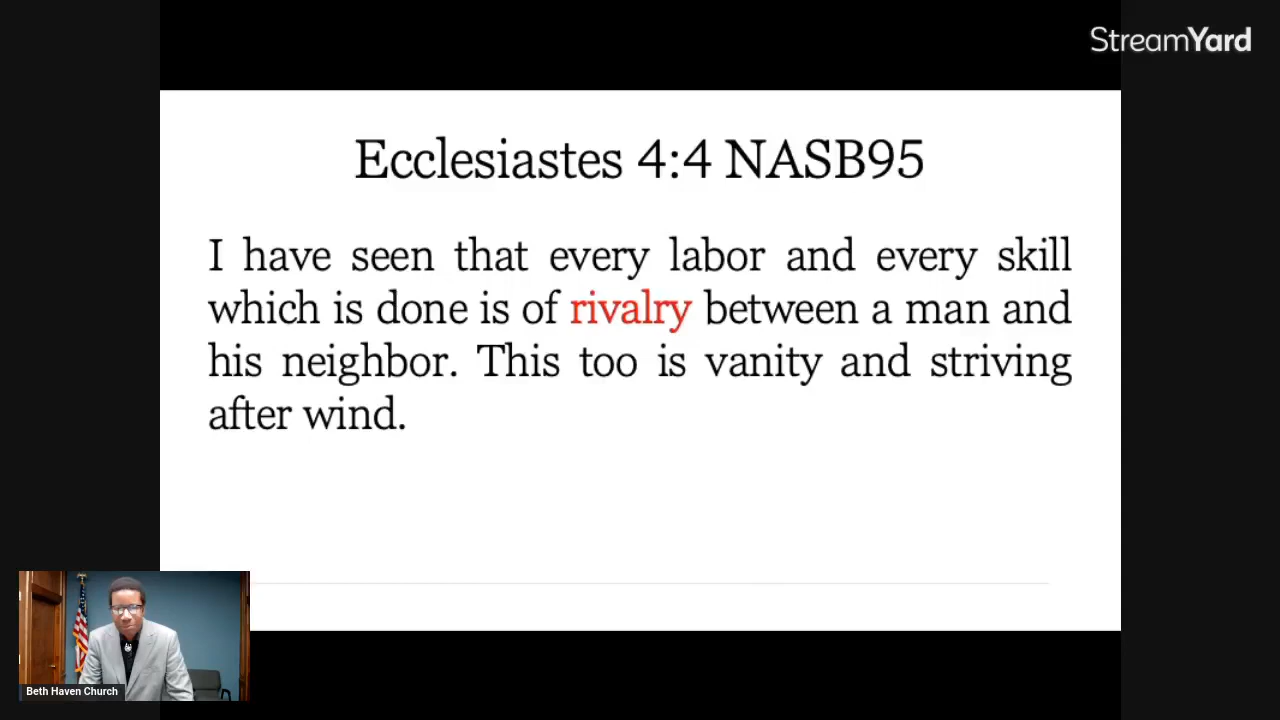 StreamYard
Ecclesiastes 4:4 NASB95
I have seen that every labor and every skill
which is done is of rivalry between a man and
his neighbor. This too is vanity and striving
after wind.
Beth Haven Church